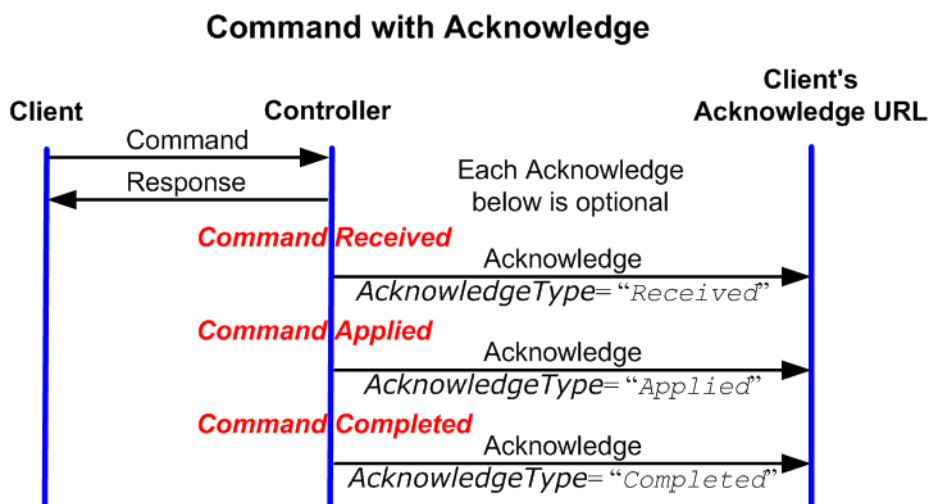 Command with Acknowledge
Client
Controller
Client's
Acknowledge URL
Command
Response
Each Acknowledge
below is optional
Command Received
Acknowledge
AcknowledgeType=“Received”
Command Applied
Acknowledge
AcknowledgeType=“Applied”
Command Completed
Acknowledge
AcknowledgeType=“Completed”